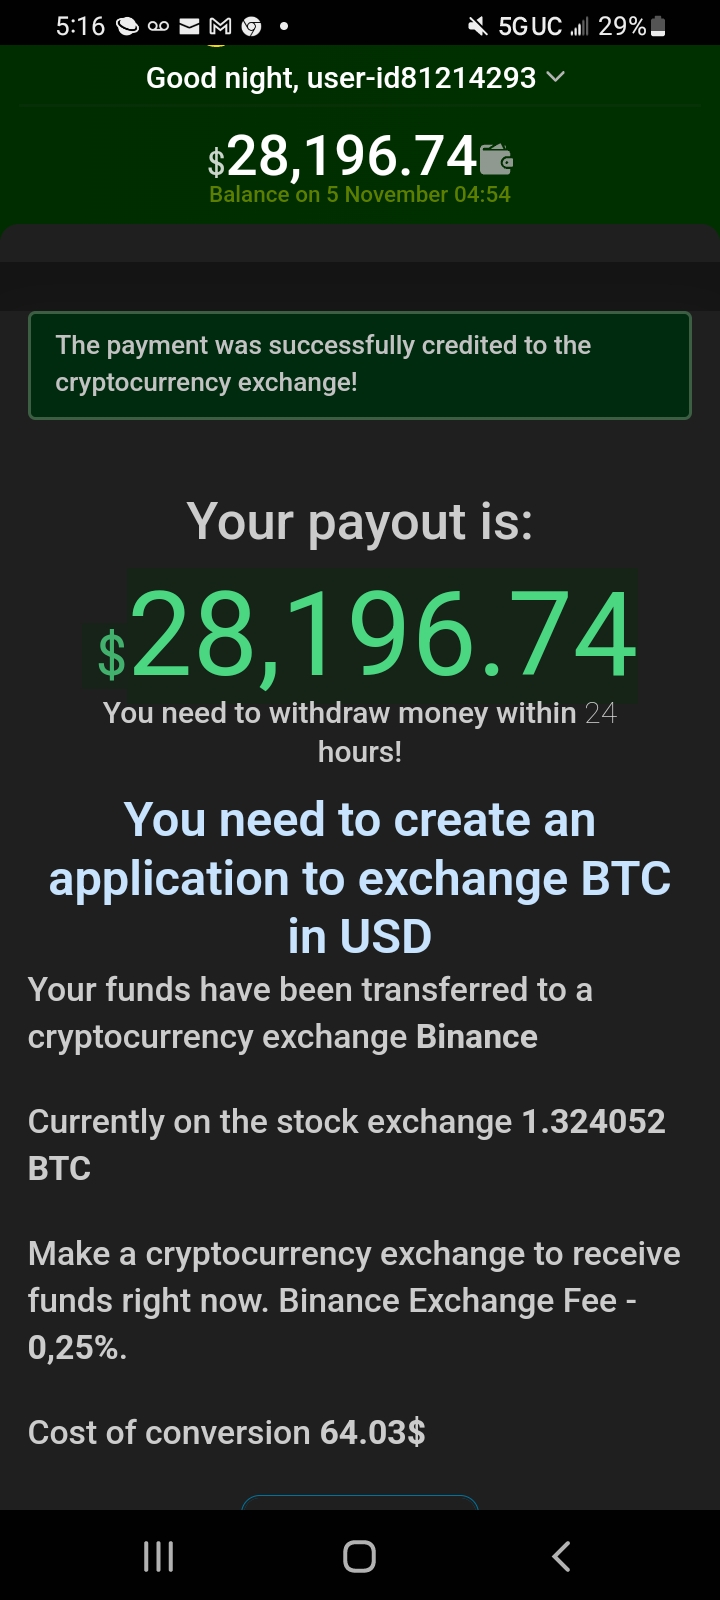 5:16 5G UC 29%
Good night, user-id81214293
$28,196.74
Balance on 5 November 04:54
The payment was successfully credited to the
cryptocurrency exchange!
Your payout is:
$28,196.74
You need to withdraw money within 24
hours!
You need to create an
application to exchange BTC
in USD
Your funds have been transferred to a
cryptocurrency exchange Binance
Currently on the stock exchange 1.324052
BTC
Make a cryptocurrency exchange to receive
funds right now. Binance Exchange Fee -
0,25%.
Cost of conversion 64.03$